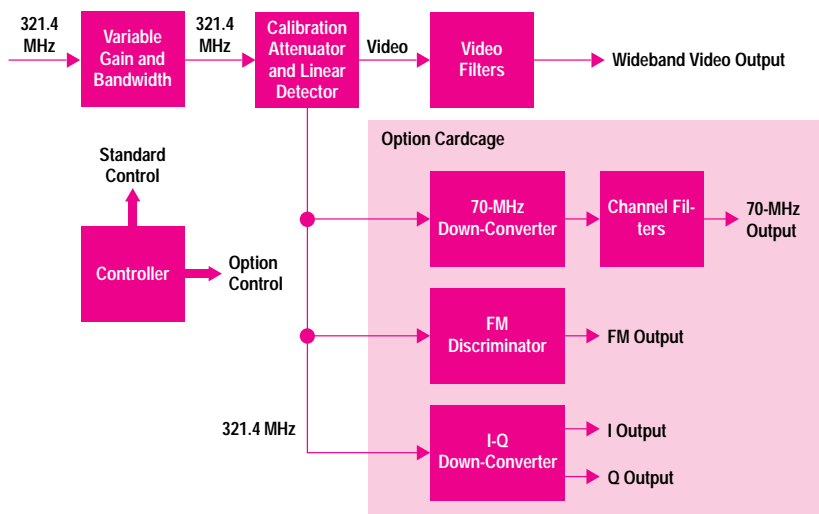 321.4
MHz
Variable
Gain and
Bandwidth
321.4
MHz
Calibration
Attenuator
and Linear
Detector
Video
Video
Filters
Wideband Video Output
Option Cardcage
Standard
Control
Controller
Option
Control
70-MHz
Down-Converter
Channel Fil-
ters
70-MHz
Output
FM
Discriminator
FM Output
321.4 MHz
I-Q
Down-Converter
I Output
Q Output